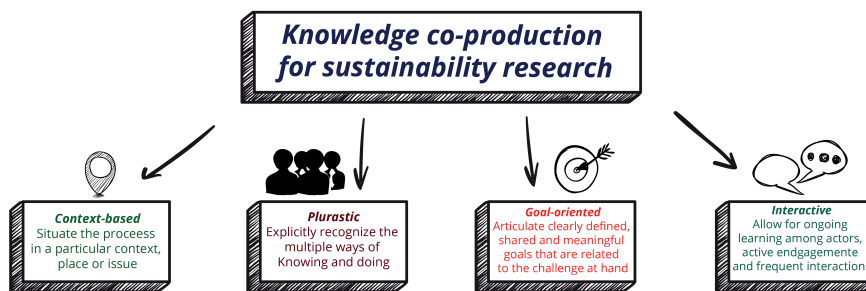 Knowledge co-production
for sustainability research
Context-based
Situate the proceess
in a particular context,
place or issue
Plurastic
Explicitly recognize the
multiple ways of
Knowing and doing
Goal-oriented
Articulate clearly defined,
shared and meaningful
goals that are related
to the challenge at hand
Interactive
Allow for ongoing
learning among actors,
active endgagemente
and frequent interaction